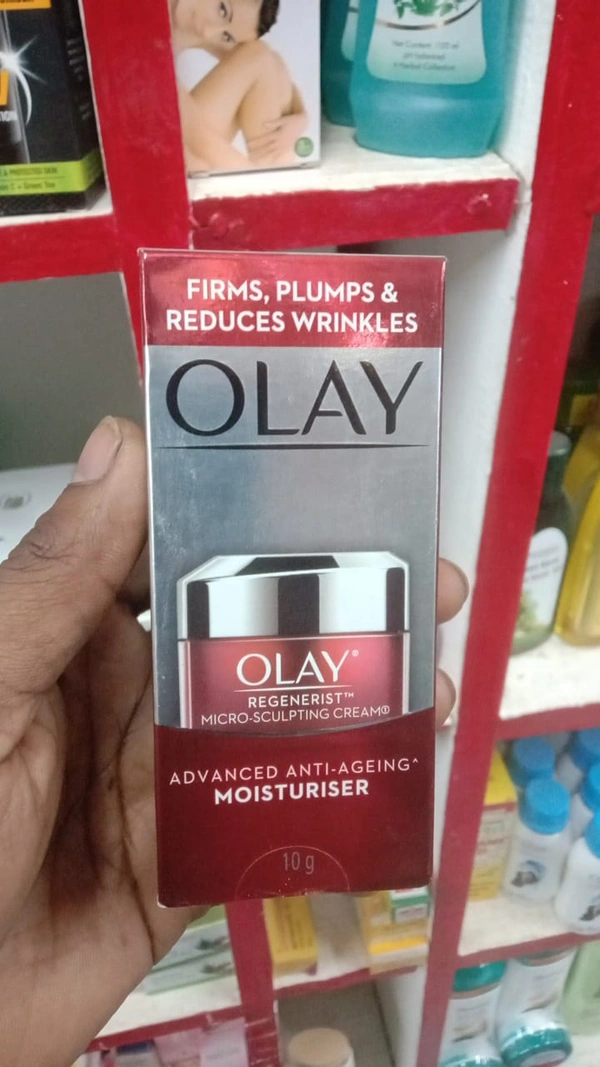 FIRMS, PLUMPS &
REDUCES WRINKLES
OLAY
OLAY®
REGENERIST™
MICRO-SCULPTING CREAM
ADVANCED ANTI-AGEING^
MOISTURISER
10 g